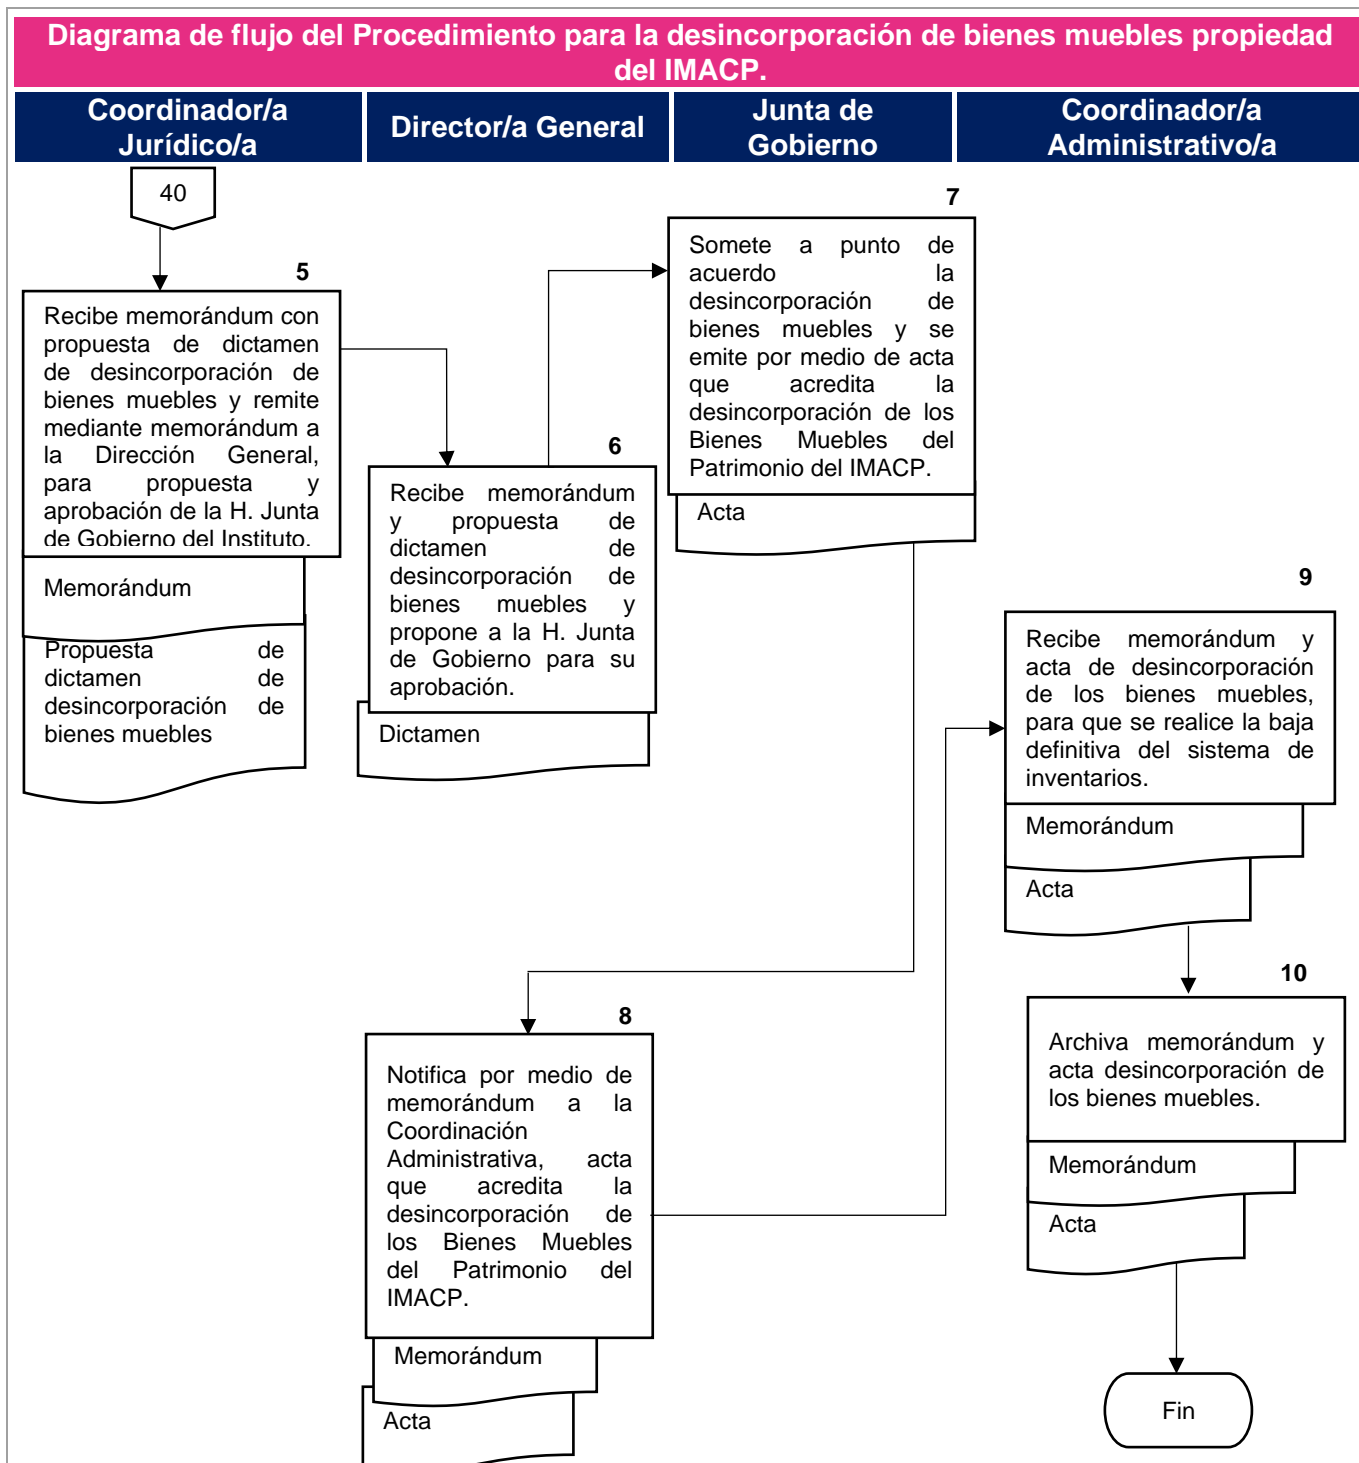 Diagrama de flujo del Procedimiento para la desincorporación de bienes muebles propiedad
del IMACP.
Coordinador/a
Jurídico/a
Director/a General
Junta de
Gobierno
Coordinador/a
Administrativo/a
40
5
Recibe memorándum con
propuesta de dictamen
de desincorporación de
bienes muebles y remite
mediante memorándum a
la Dirección General,
para propuesta y
aprobación de la H. Junta
de Gobierno del Instituto.
Memorándum
Propuesta de
dictamen de
desincorporación de
bienes muebles
6
Recibe memorándum
y propuesta de
dictamen de
desincorporación de
bienes muebles y
propone a la H. Junta
de Gobierno para su
aprobación.
Dictamen
7
Somete a punto de
acuerdo la
desincorporación de
bienes muebles y se
emite por medio de acta
que acredita la
desincorporación de los
Bienes Muebles del
Patrimonio del IMACP.
Acta
8
Notifica por medio de
memorándum a la
Coordinación
Administrativa, acta
que acredita la
desincorporación de
los Bienes Muebles
del Patrimonio del
IMACP.
Memorándum
Acta
9
Recibe memorándum y
acta de desincorporación
de los bienes muebles,
para que se realice la baja
definitiva del sistema de
inventarios.
Memorándum
Acta
10
Archiva memorándum y
acta desincorporación de
los bienes muebles.
Memorándum
Acta
Fin